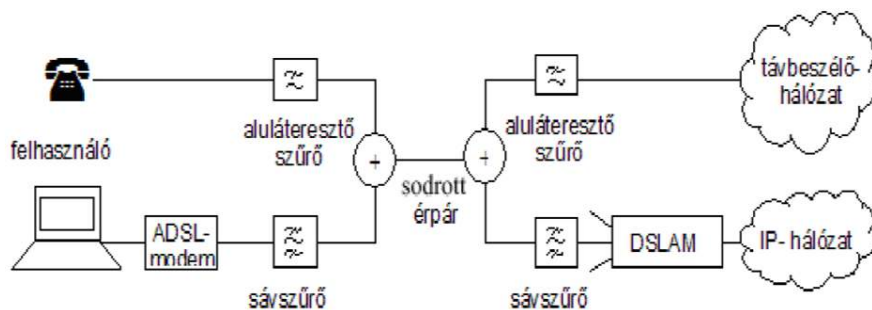 távbeszélő-
hálózat
aluláteresztő
szűrő
aluláteresztő
szűrő
felhasználó
+
+
sodrott
érpár
ADSL-
modem
DSLAM
IP- hálózat
sávszűrő
sávszűrő